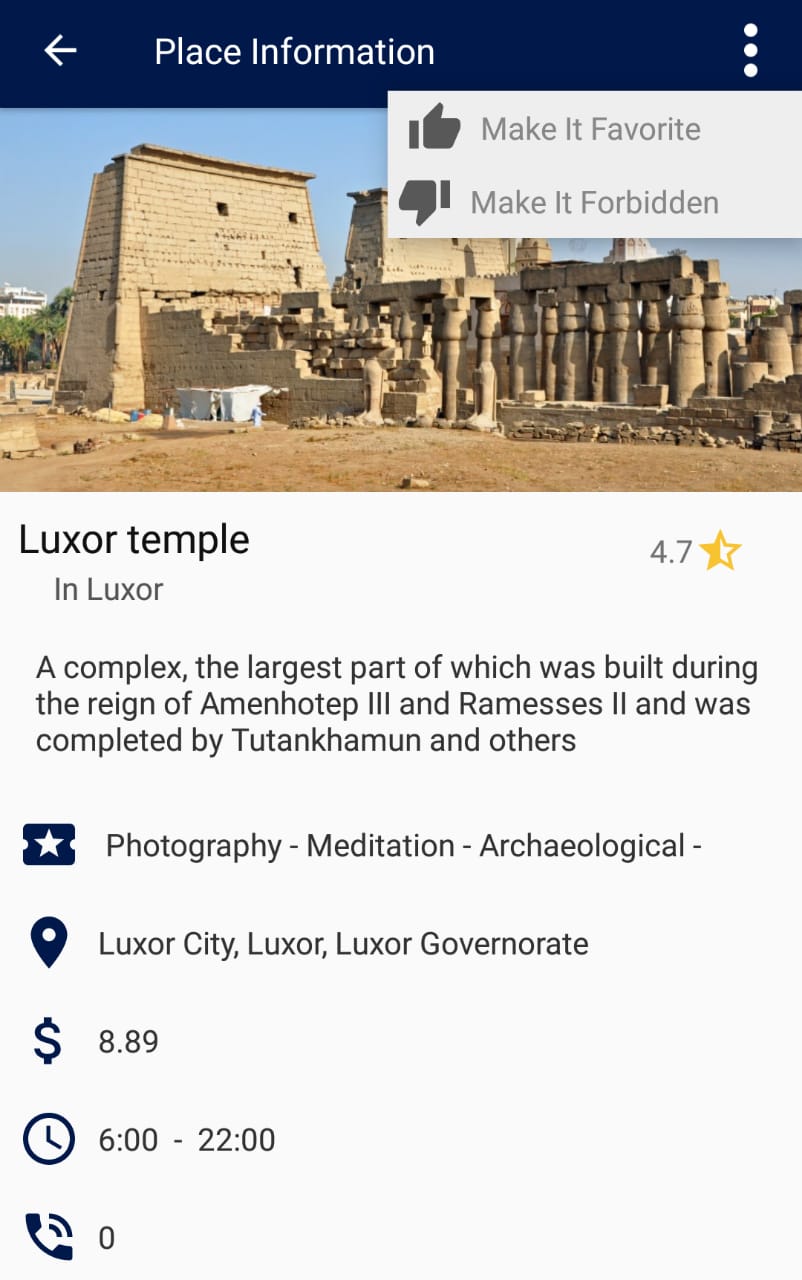 Place Information
Make It Favorite
Make It Forbidden
Luxor temple
4.7
In Luxor
A complex, the largest part of which was built during
the reign of Amenhotep III and Ramesses II and was
completed by Tutankhamun and others
Photography - Meditation - Archaeological -
Luxor City, Luxor, Luxor Governorate
$ 8.89
6:00 - 22:00
0